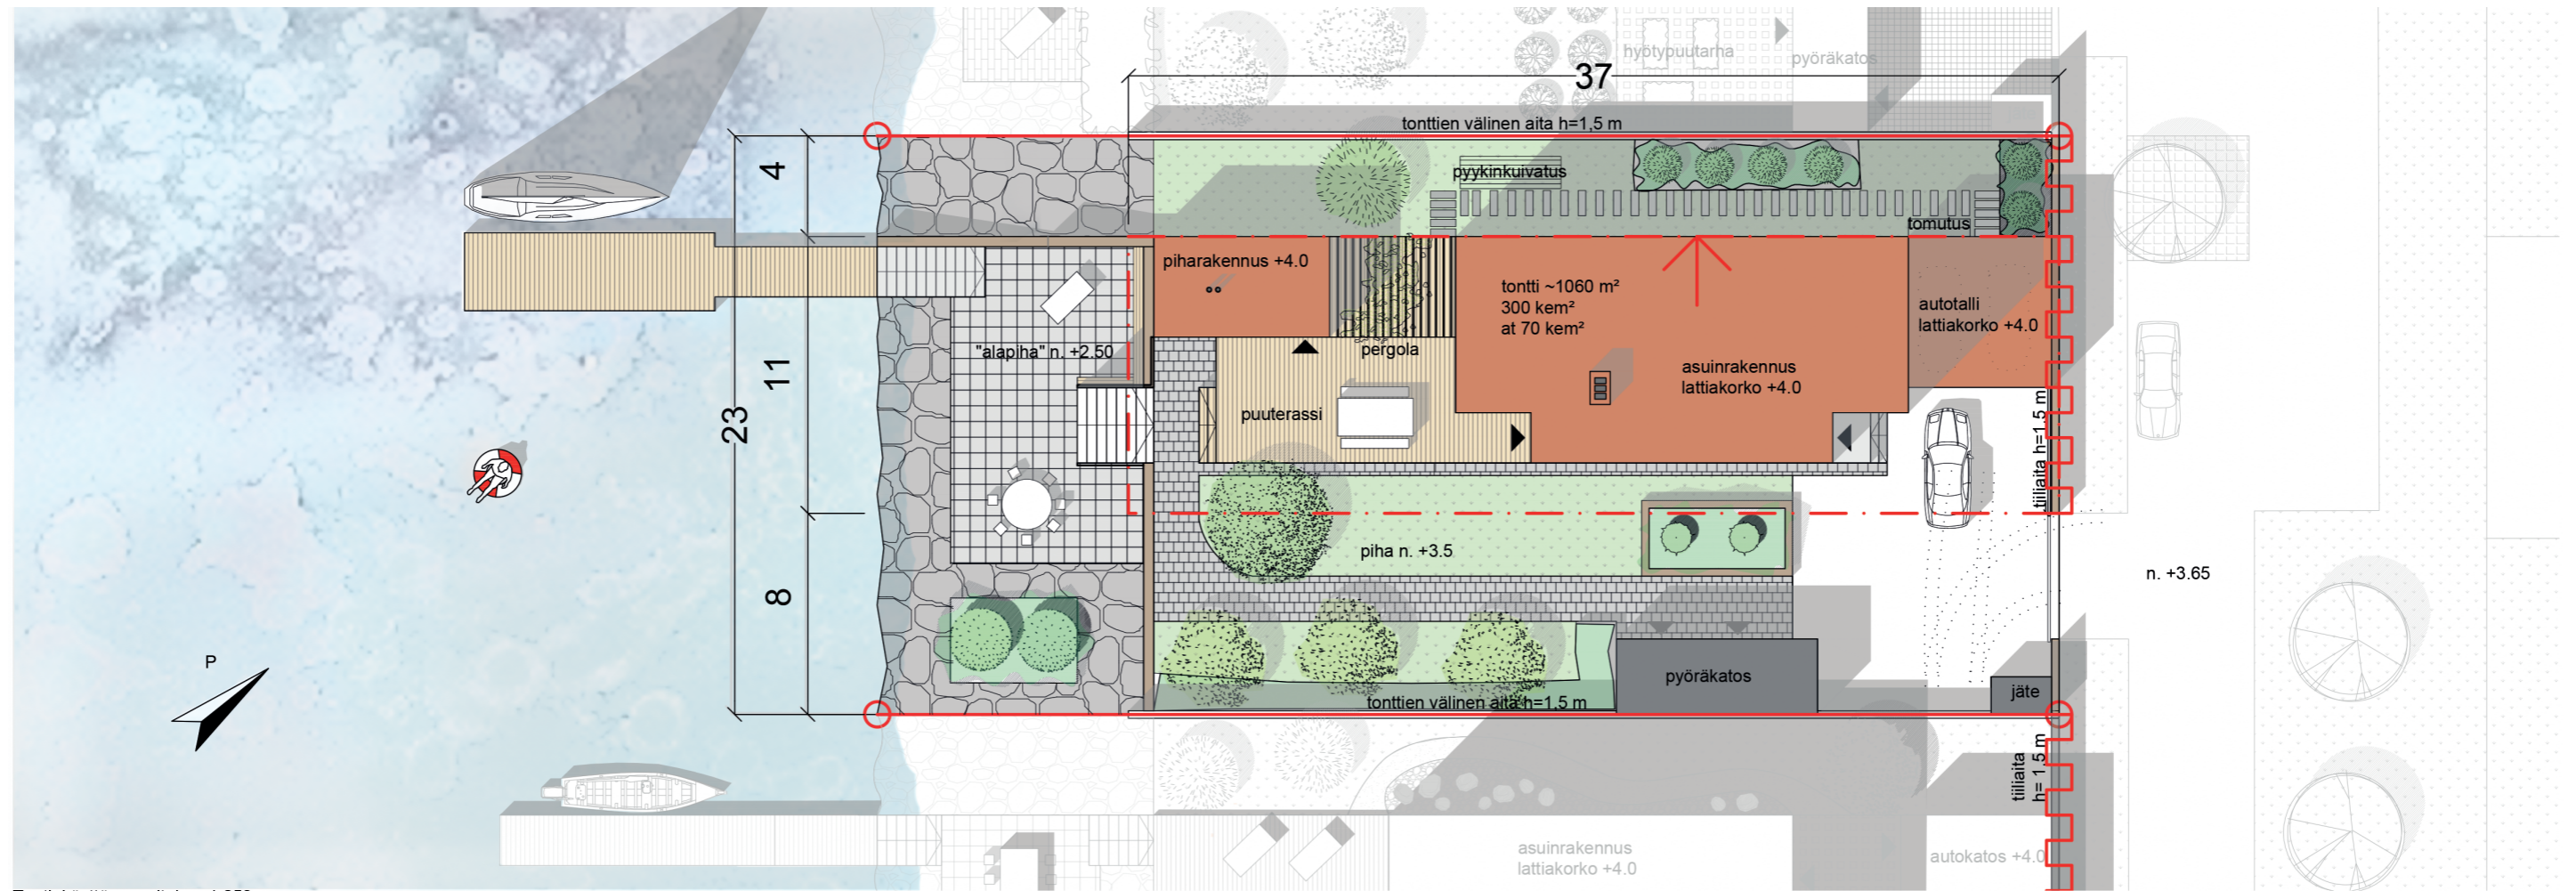 hyötypuutarha
pyöräkatos
37
tonttien välinen aita h=1,5 m
4
pyykinkuivatus
tomutus
piharakennus +4.0
tontti ~1060 m²
300 kem²
at 70 kem²
autotalli
lattiakorko +4.0
"alapiha" n. +2.50
pergola
11
asuinrakennus
lattiakorko +4.0
23
puuterassi
tiiliaita h=1.5 m
piha n. +3.5
n. +3.65
8
P
pyöräkatos
jäte
tonttien välinen aita h=1,5 m
tiiliaita
h= 1,5 m
asuinrakennus
lattiakorko +4.0
autokatos +4.0